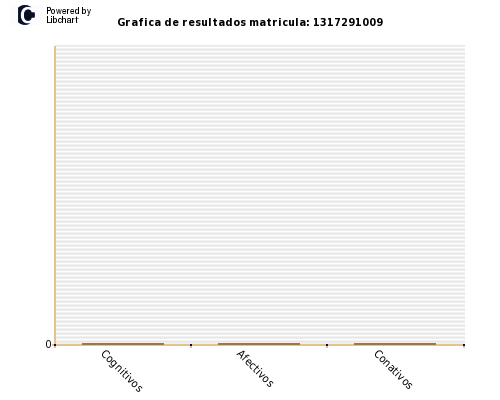 Powered by
Libchart
Grafica de resultados matricula: 1317291009
0
Cognitivos
Afectivos
Conativos